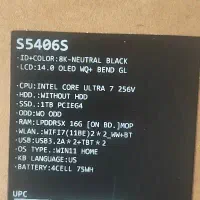 S5406S
·ID+COLOR:BK-NEUTRAL BLACK
·LCD:14.0 OLED WQ+ BEND GL
·CPU:INTEL CORE ULTRA 7 256V
·HDD.:WITHOUT HDD
·SSD.:1TB PCIEG4
·ODD:WO ODD
·RAM:LPDDR5X 16G [ON BD.]MOP
·WLAN.:WIFI7(11BE)2*2_WW+BT
·USB:USB3.2A*2+TBT*2
·OS TYPE.:WIN11 HOME
·KB LANGUAGE:US
·BATTERY:4CELL 75WH
UPC